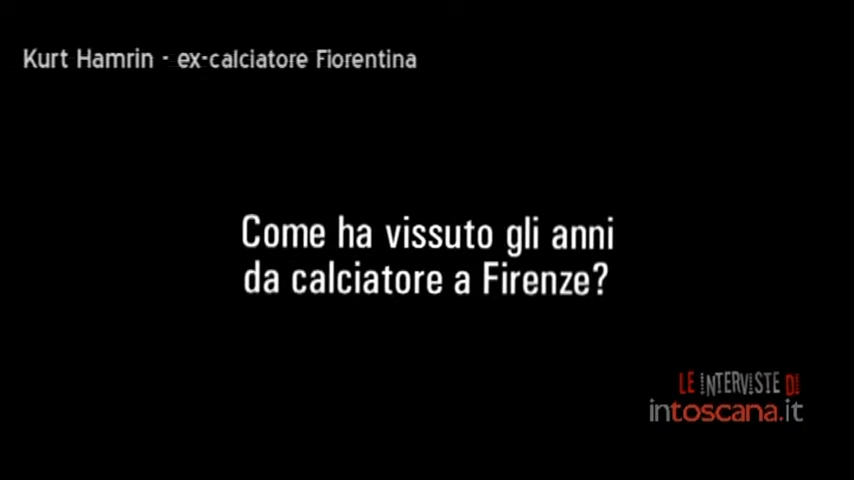 Kurt Hamrin - ex-calciatore Fiorentina
Come ha vissuto gli anni
da calciatore a Firenze?
LE INTERVISTE DI
intoscana.it